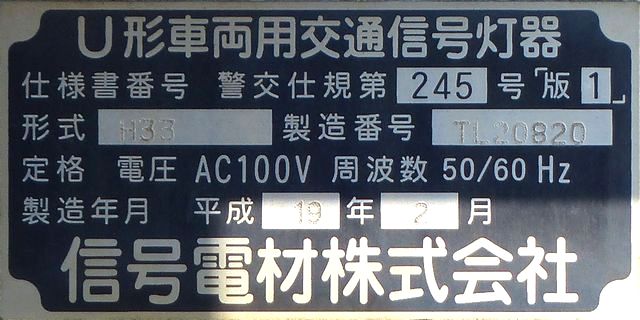 U形車両用交通信号灯器
仕様書番号 警交仕規第 245 号「版 1」
形式 H33 製造番号 TL20820
定格 電圧 AC100V 周波数 50/60 Hz
製造年月 平成 19 年 2 月
信号電材株式会社